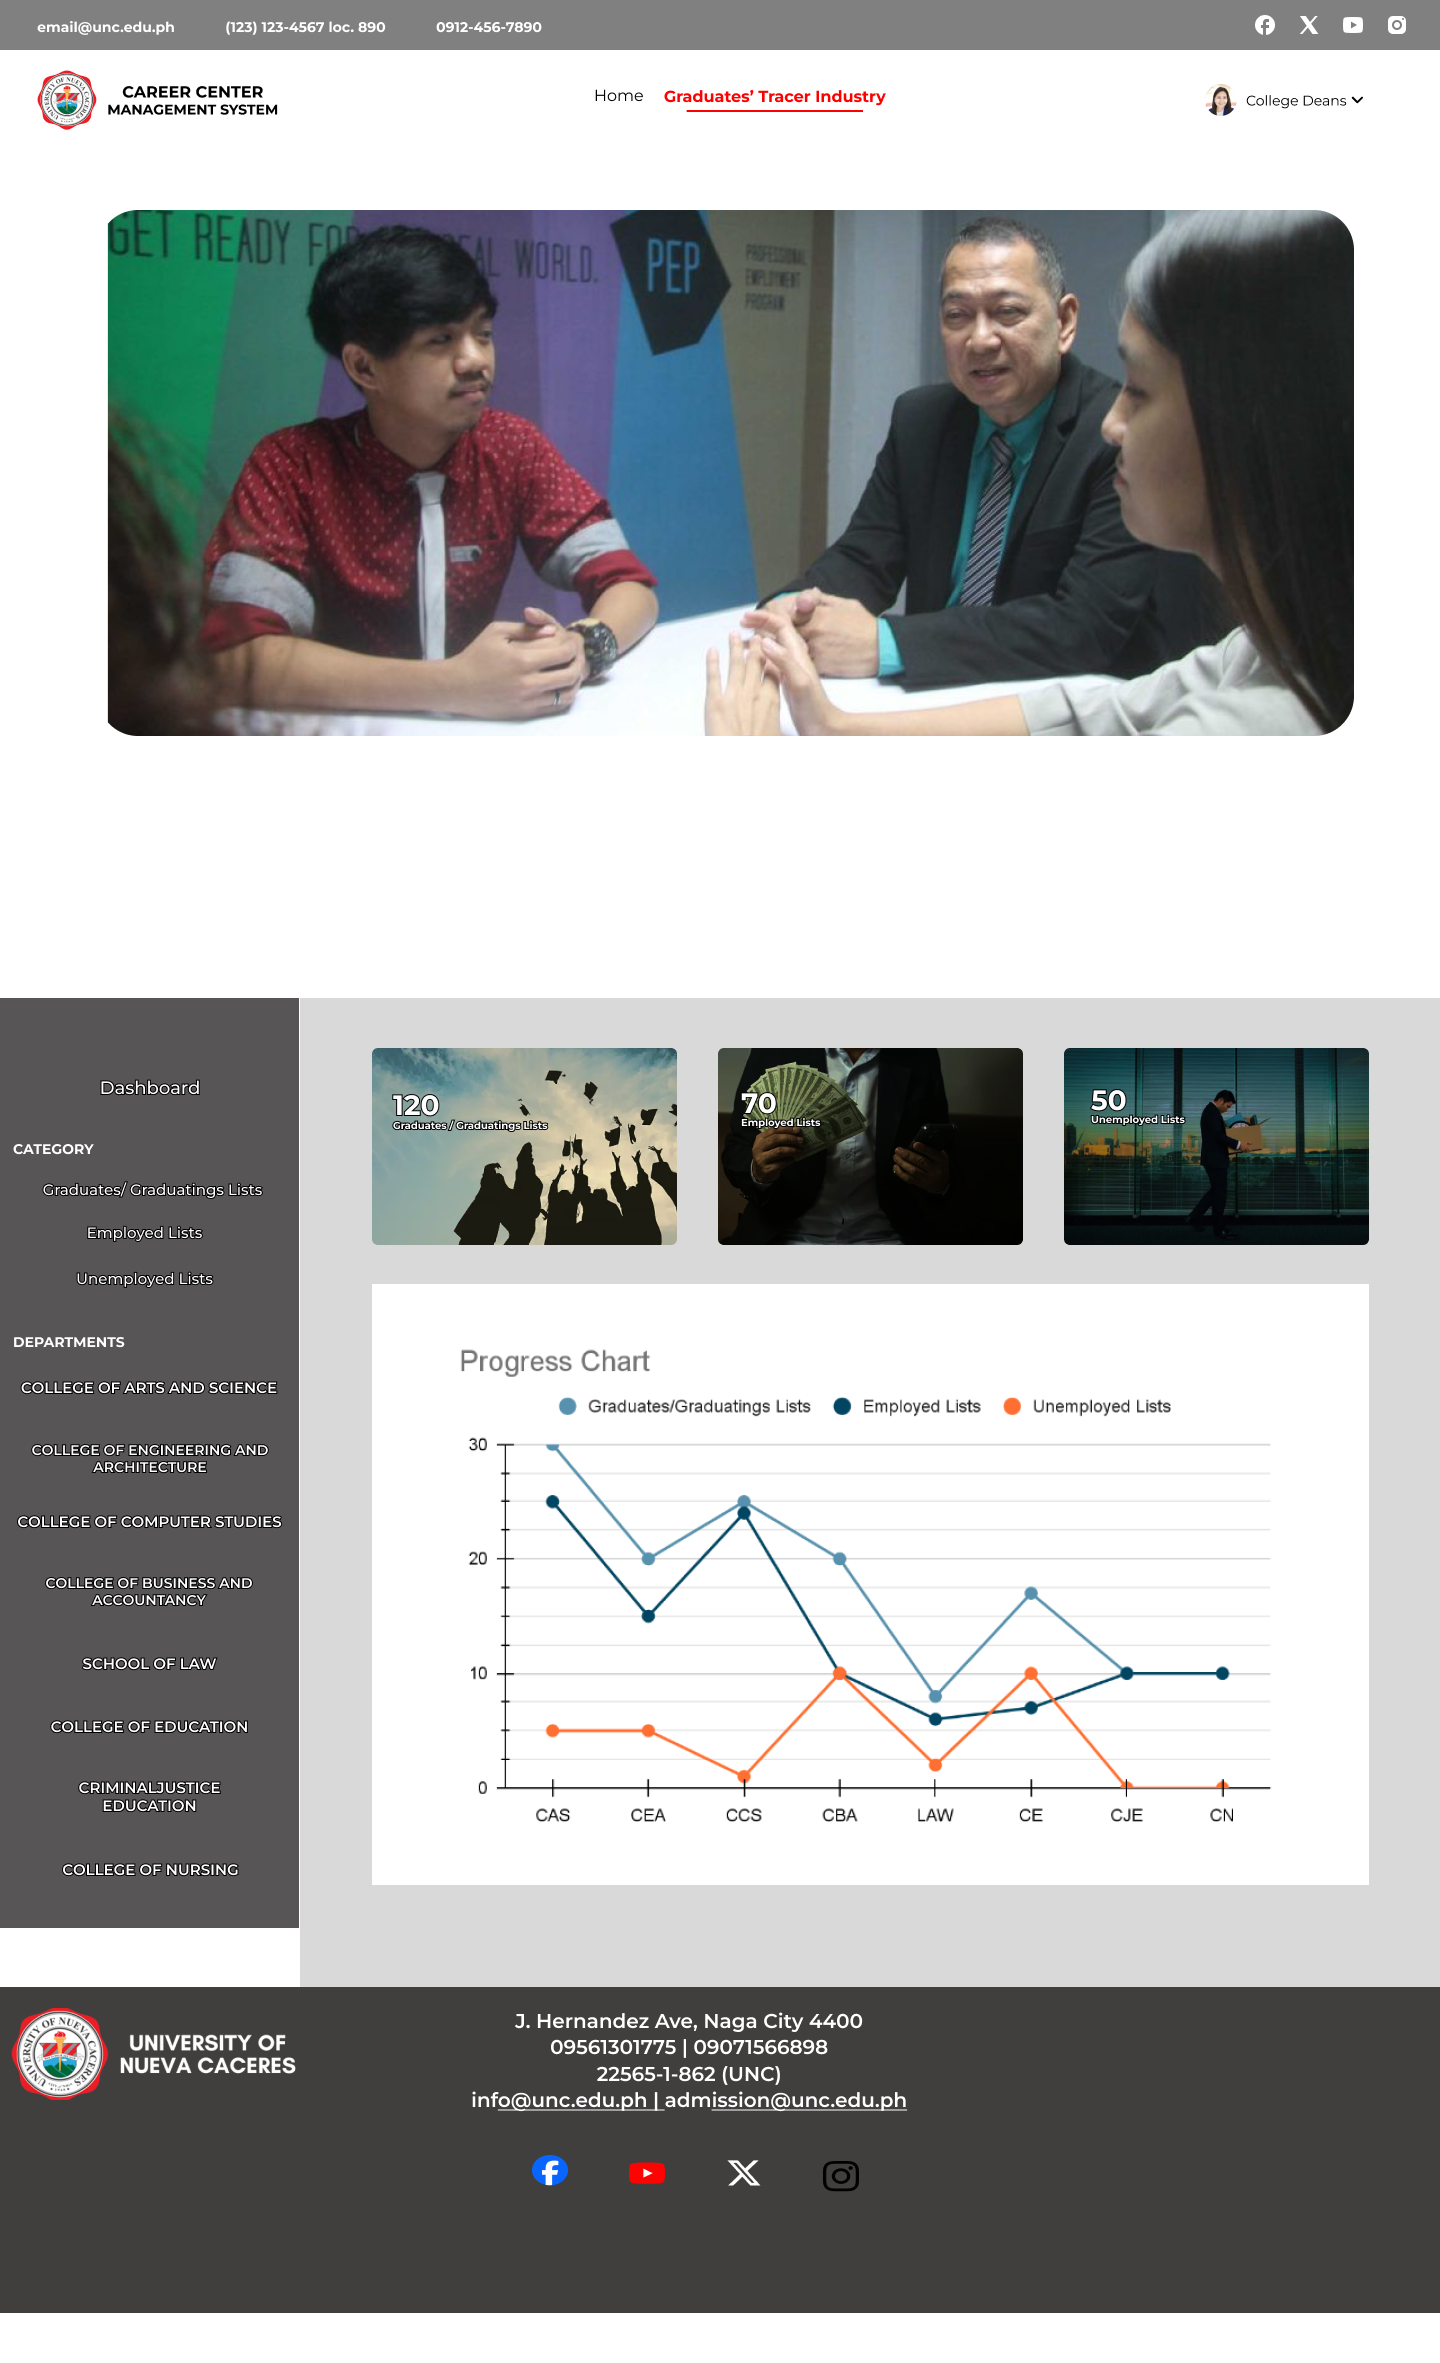 email@unc.edu.ph (123) 123-4567 loc. 890 0912-456-7890
CAREER CENTER
MANAGEMENT SYSTEM
Home Graduates’ Tracer Industry
College Deans
GET READY FOR REAL WORLD.
PEP
PROFESSIONAL
EMPLOYMENT
PROGRAM
Dashboard
CATEGORY
Graduates/ Graduatings Lists
Employed Lists
Unemployed Lists
DEPARTMENTS
COLLEGE OF ARTS AND SCIENCE
COLLEGE OF ENGINEERING AND
ARCHITECTURE
COLLEGE OF COMPUTER STUDIES
COLLEGE OF BUSINESS AND
ACCOUNTANCY
SCHOOL OF LAW
COLLEGE OF EDUCATION
CRIMINALJUSTICE
EDUCATION
COLLEGE OF NURSING
120
Graduates / Graduatings Lists
70
Employed Lists
50
Unemployed Lists
Progress Chart
Graduates/Graduatings Lists Employed Lists Unemployed Lists
30
20
10
0
CAS CEA CCS CBA LAW CE CJE CN
UNIVERSITY OF NUEVA CACERES
UNIVERSITY OF
NUEVA CACERES
J. Hernandez Ave, Naga City 4400
09561301775 | 09071566898
22565-1-862 (UNC)
info@unc.edu.ph | admission@unc.edu.ph